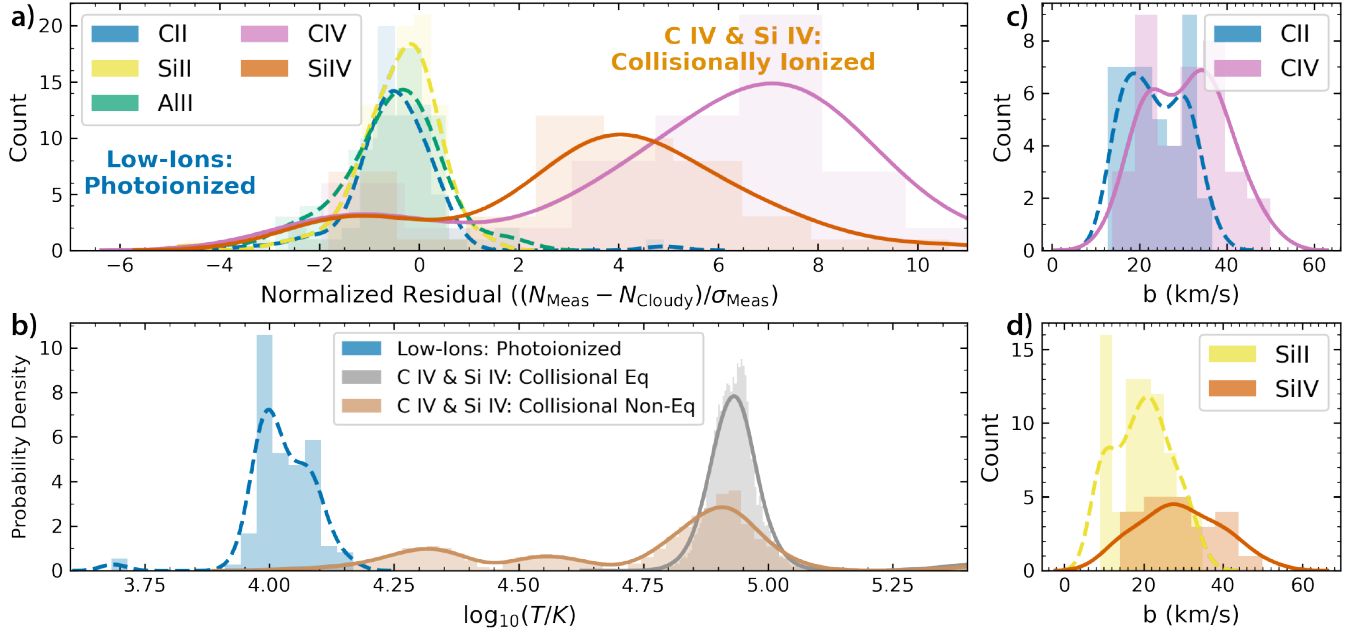 a)
20
15
10
5
0
Count
CII
SiII
AlII
CIV
SiIV
C IV & Si IV:
Collisionally Ionized
Low-Ions:
Photoionized
−6
−4
−2
0
2
4
6
8
10
Normalized Residual ((N_Meas − N_Cloudy)/σ_Meas)
c)
8
6
4
2
0
Count
CII
CIV
0
20
40
60
b (km/s)
b)
10
8
6
4
2
0
Probability Density
Low-Ions: Photoionized
C IV & Si IV: Collisional Eq
C IV & Si IV: Collisional Non-Eq
3.75
4.00
4.25
4.50
4.75
5.00
5.25
log₁₀(T/K)
d)
15
10
5
0
Count
SiII
SiIV
0
20
40
60
b (km/s)